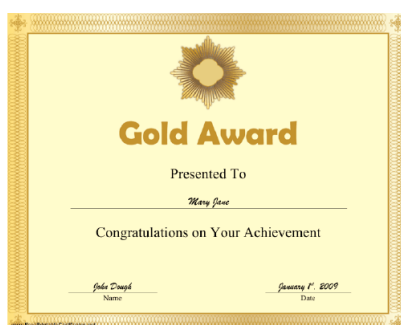 Gold Award
Presented To
Mary Jane
Congratulations on Your Achievement
John Dough
January 1st, 2009
Name
Date